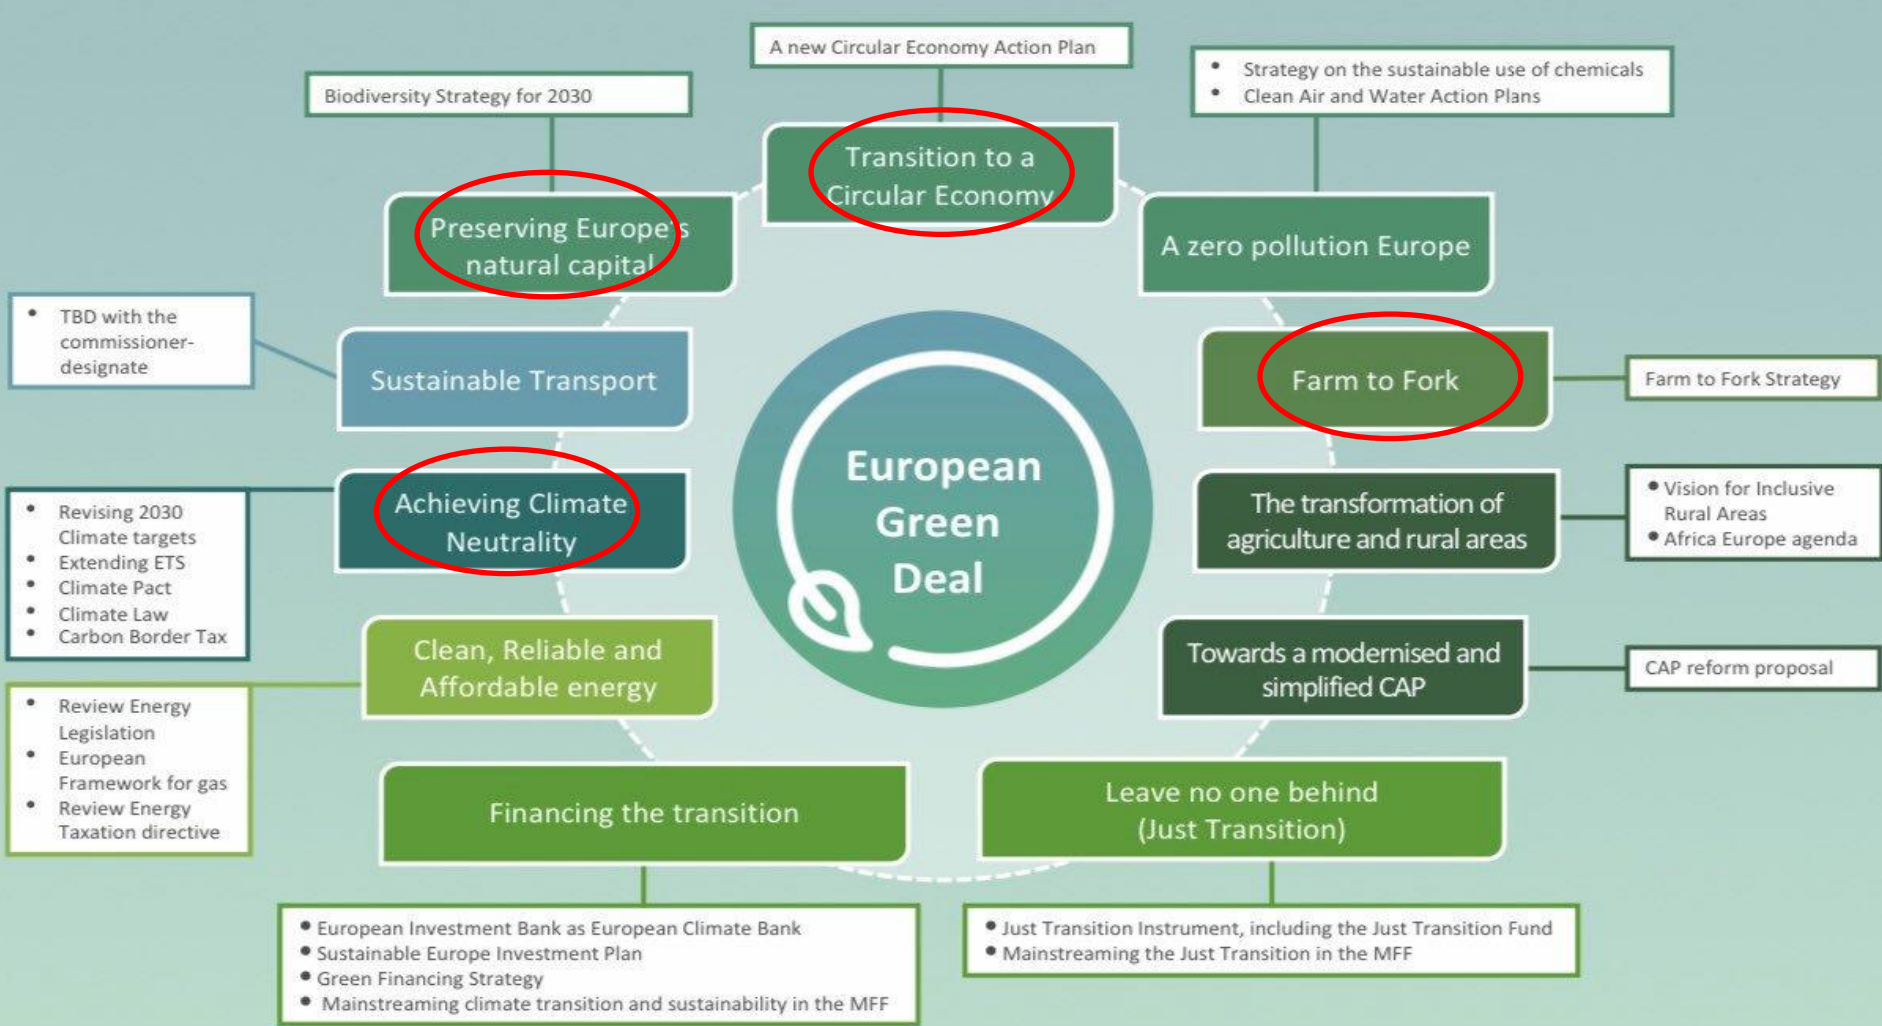 A new Circular Economy Action Plan
Biodiversity Strategy for 2030
• Strategy on the sustainable use of chemicals
• Clean Air and Water Action Plans
Transition to a
Circular Economy
Preserving Europe's
natural capital
A zero pollution Europe
• TBD with the
commissioner-
designate
Sustainable Transport
Farm to Fork
Farm to Fork Strategy
European
Green
Deal
Achieving Climate
Neutrality
• Revising 2030
Climate targets
• Extending ETS
• Climate Pact
• Climate Law
• Carbon Border Tax
The transformation of
agriculture and rural areas
• Vision for Inclusive
Rural Areas
• Africa Europe agenda
Clean, Reliable and
Affordable energy
• Review Energy
Legislation
• European
Framework for gas
• Review Energy
Taxation directive
Towards a modernised and
simplified CAP
CAP reform proposal
Financing the transition
Leave no one behind
(Just Transition)
• European Investment Bank as European Climate Bank
• Sustainable Europe Investment Plan
• Green Financing Strategy
• Mainstreaming climate transition and sustainability in the MFF
• Just Transition Instrument, including the Just Transition Fund
• Mainstreaming the Just Transition in the MFF